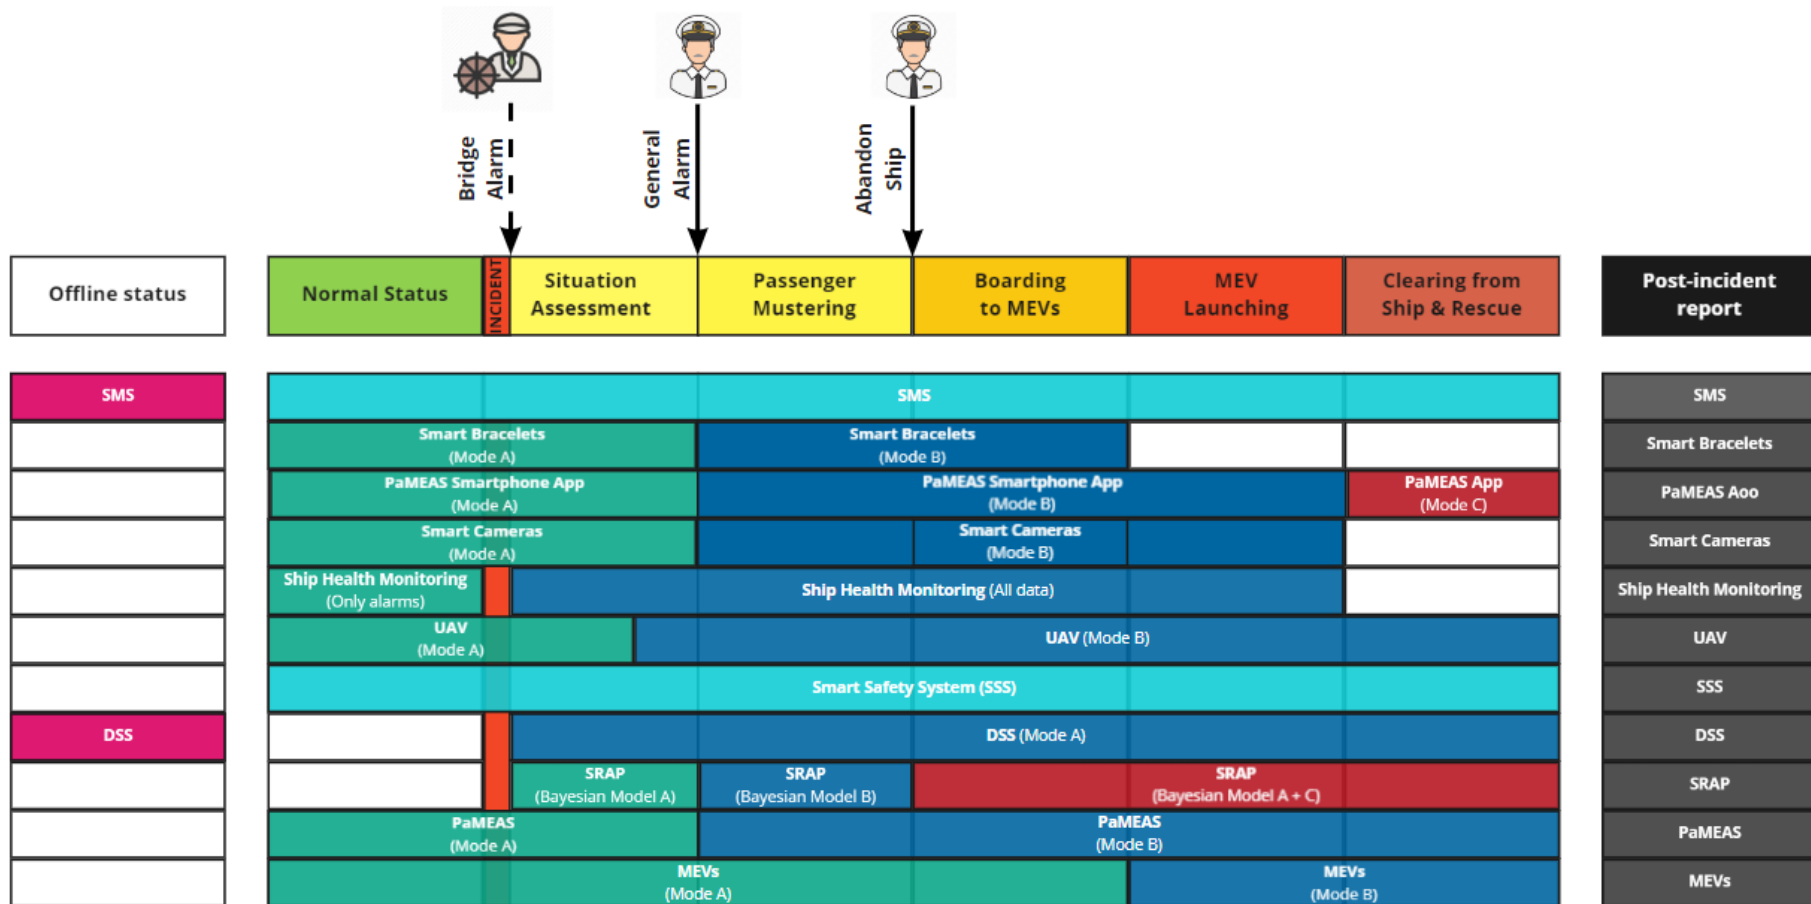 Bridge
Alarm
General
Alarm
Abandon
Ship
Offline status
Normal Status
INCIDENT
Situation
Assessment
Passenger
Mustering
Boarding
to MEVs
MEV
Launching
Clearing from
Ship & Rescue
Post-incident
report
SMS
SMS
SMS
Smart Bracelets
(Mode A)
Smart Bracelets
(Mode B)
Smart Bracelets
PaMEAS Smartphone App
(Mode A)
PaMEAS Smartphone App
(Mode B)
PaMEAS App
(Mode C)
PaMEAS Aoo
Smart Cameras
(Mode A)
Smart Cameras
(Mode B)
Smart Cameras
Ship Health Monitoring
(Only alarms)
Ship Health Monitoring (All data)
Ship Health Monitoring
UAV
(Mode A)
UAV (Mode B)
UAV
Smart Safety System (SSS)
SSS
DSS
DSS (Mode A)
DSS
SRAP
(Bayesian Model A)
SRAP
(Bayesian Model B)
SRAP
(Bayesian Model A + C)
SRAP
PaMEAS
(Mode A)
PaMEAS
(Mode B)
PaMEAS
MEVs
(Mode A)
MEVs
(Mode B)
MEVs